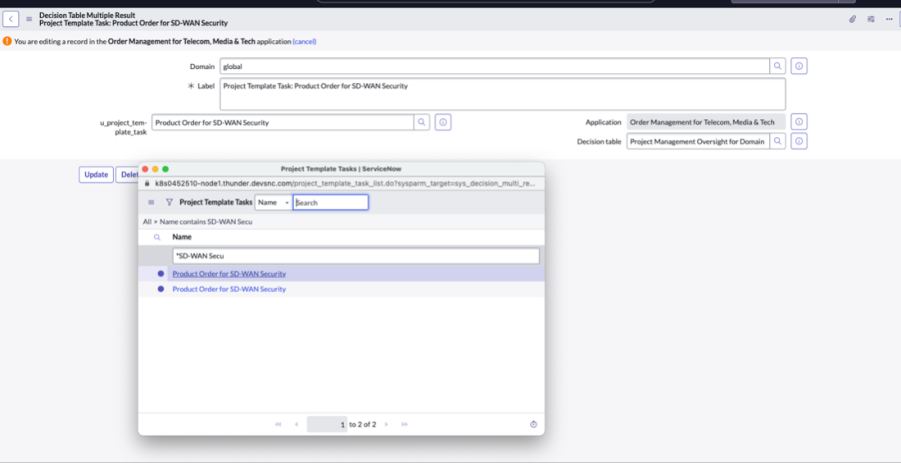 Decision Table Multiple Result
Project Template Task: Product Order for SD-WAN Security
You are editing a record in the Order Management for Telecom, Media & Tech application (cancel)
Domain global
* Label Project Template Task: Product Order for SD-WAN Security
u_project_tem-
plate_task
Product Order for SD-WAN Security
Application Order Management for Telecom, Media & Tech
Decision table Project Management Oversight for Domain
Update Delet
Project Template Tasks | ServiceNow
k8s0452510-node1.thunder.devsnc.com/project_template_task_list.do?sysparm_target=sys_decision_multi_re...
Project Template Tasks Name Search
All > Name contains SD-WAN Secu
Name
*SD-WAN Secu
Product Order for SD-WAN Security
Product Order for SD-WAN Security
1 to 2 of 2